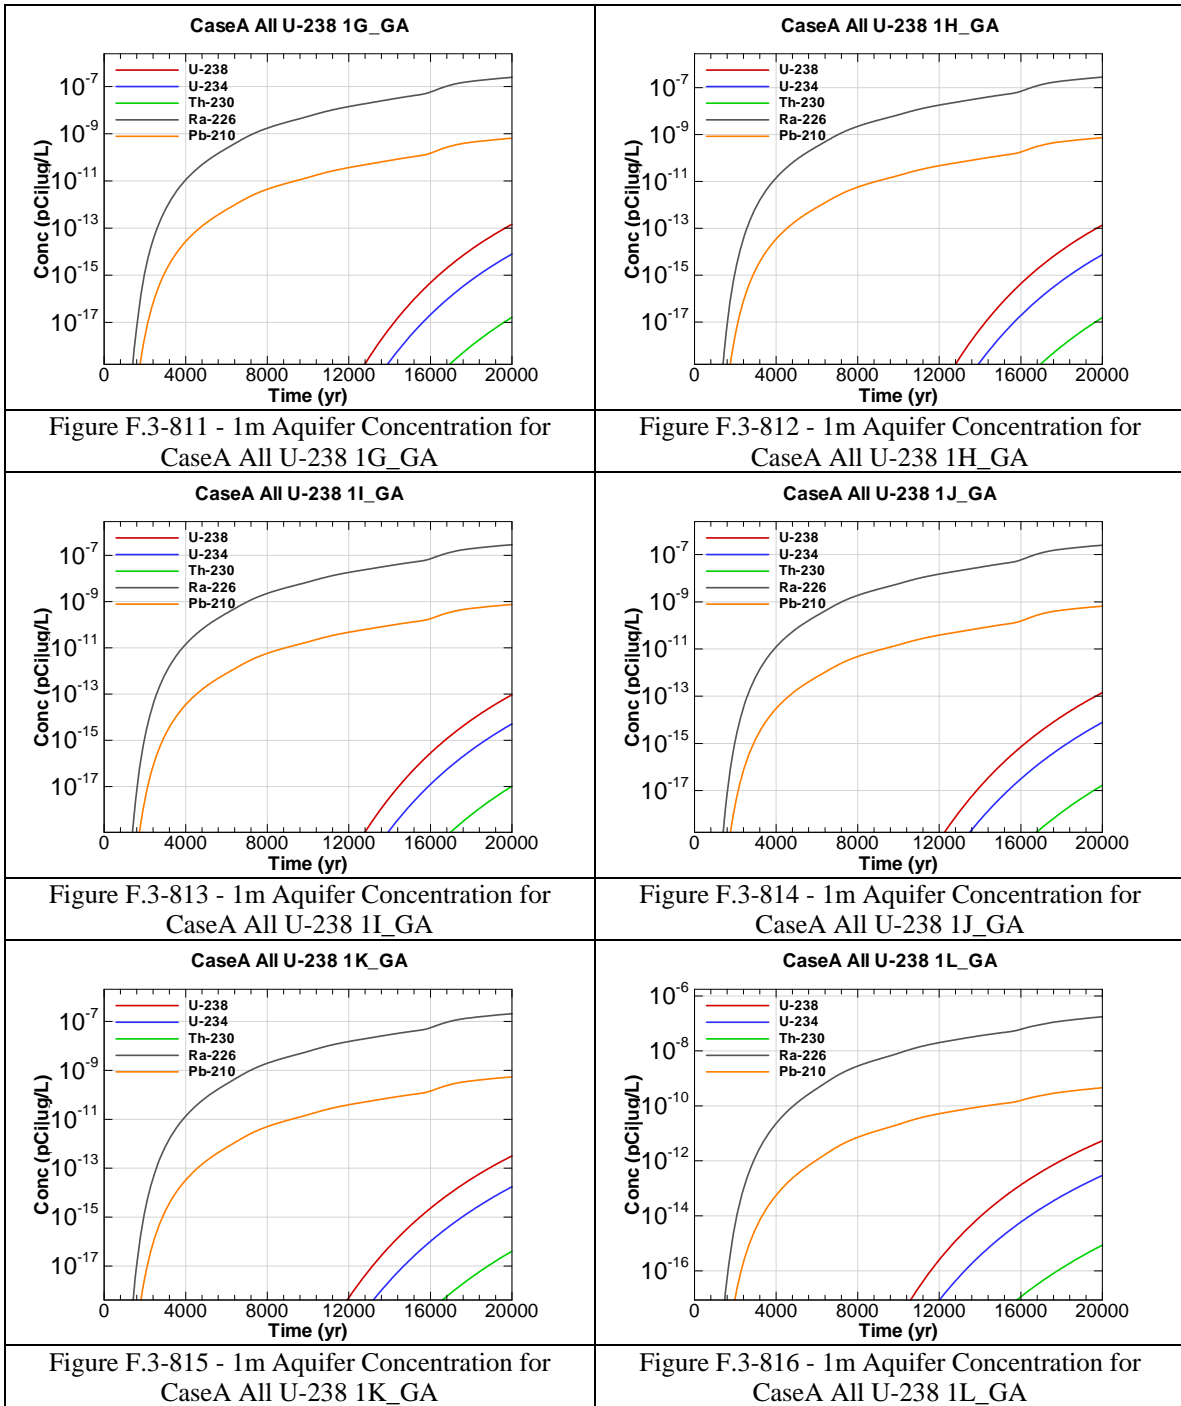 CaseA All U-238 1G_GA
U-238
U-234
Th-230
Ra-226
Pb-210
Conc (pCi|ug/L)
10^-7
10^-9
10^-11
10^-13
10^-15
10^-17
0 4000 8000 12000 16000 20000
Time (yr)
Figure F.3-811 - 1m Aquifer Concentration for
CaseA All U-238 1G_GA
CaseA All U-238 1H_GA
U-238
U-234
Th-230
Ra-226
Pb-210
Conc (pCi|ug/L)
10^-7
10^-9
10^-11
10^-13
10^-15
10^-17
0 4000 8000 12000 16000 20000
Time (yr)
Figure F.3-812 - 1m Aquifer Concentration for
CaseA All U-238 1H_GA
CaseA All U-238 1I_GA
U-238
U-234
Th-230
Ra-226
Pb-210
Conc (pCi|ug/L)
10^-7
10^-9
10^-11
10^-13
10^-15
10^-17
0 4000 8000 12000 16000 20000
Time (yr)
Figure F.3-813 - 1m Aquifer Concentration for
CaseA All U-238 1I_GA
CaseA All U-238 1J_GA
U-238
U-234
Th-230
Ra-226
Pb-210
Conc (pCi|ug/L)
10^-7
10^-9
10^-11
10^-13
10^-15
10^-17
0 4000 8000 12000 16000 20000
Time (yr)
Figure F.3-814 - 1m Aquifer Concentration for
CaseA All U-238 1J_GA
CaseA All U-238 1K_GA
U-238
U-234
Th-230
Ra-226
Pb-210
Conc (pCi|ug/L)
10^-7
10^-9
10^-11
10^-13
10^-15
10^-17
0 4000 8000 12000 16000 20000
Time (yr)
Figure F.3-815 - 1m Aquifer Concentration for
CaseA All U-238 1K_GA
CaseA All U-238 1L_GA
U-238
U-234
Th-230
Ra-226
Pb-210
Conc (pCi|ug/L)
10^-6
10^-8
10^-10
10^-12
10^-14
10^-16
0 4000 8000 12000 16000 20000
Time (yr)
Figure F.3-816 - 1m Aquifer Concentration for
CaseA All U-238 1L_GA